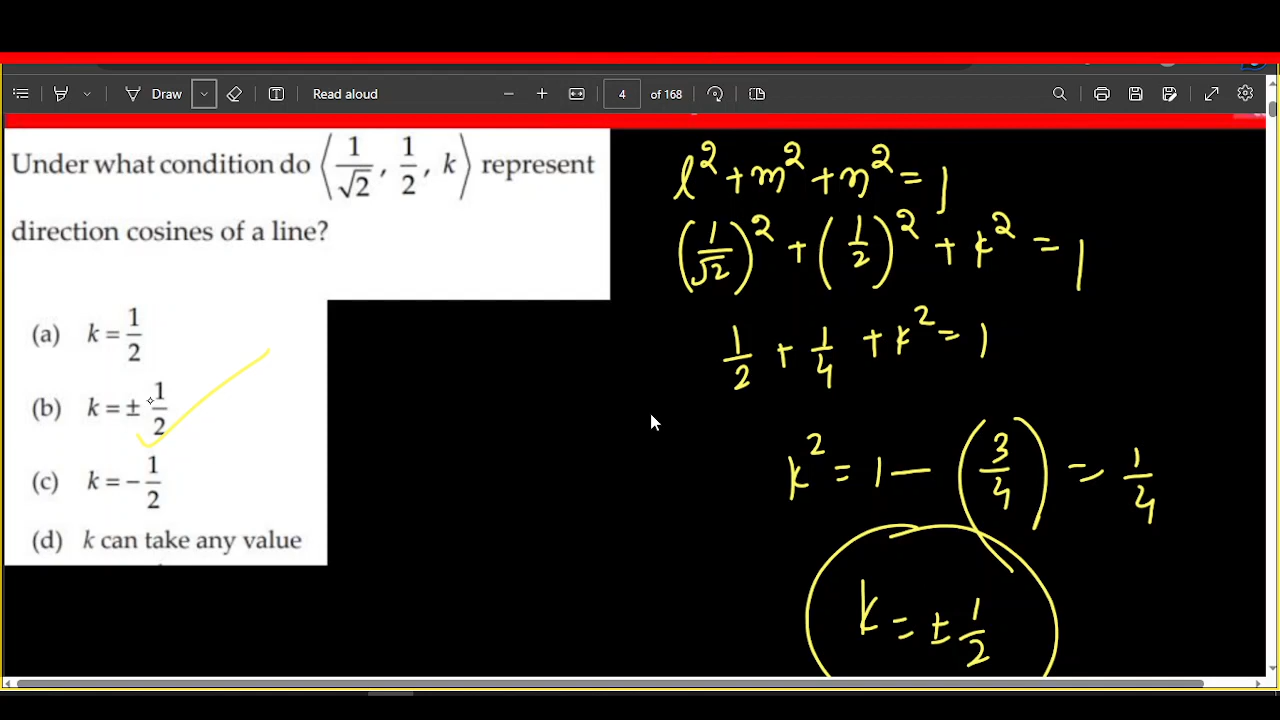 Draw Read aloud 4 of 168
Under what condition do ⟨1/√2, 1/2, k⟩ represent
direction cosines of a line?
(a) k = 1/2
(b) k = ± 1/2
(c) k = − 1/2
(d) k can take any value
l² + m² + n² = 1
(1/√2)² + (1/2)² + k² = 1
1/2 + 1/4 + k² = 1
k² = 1 − (3/4) = 1/4
k = ± 1/2